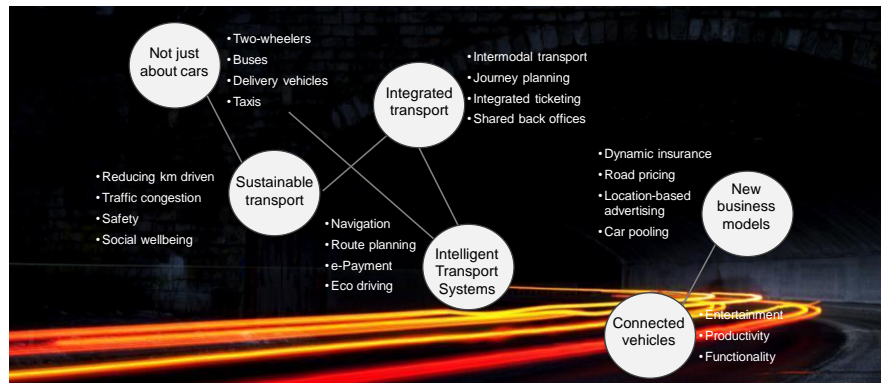 Not just
about cars
• Two-wheelers
• Buses
• Delivery vehicles
• Taxis
Integrated
transport
• Intermodal transport
• Journey planning
• Integrated ticketing
• Shared back offices
• Reducing km driven
• Traffic congestion
• Safety
• Social wellbeing
Sustainable
transport
• Navigation
• Route planning
• e-Payment
• Eco driving
Intelligent
Transport
Systems
• Dynamic insurance
• Road pricing
• Location-based
advertising
• Car pooling
New
business
models
Connected
vehicles
• Entertainment
• Productivity
• Functionality